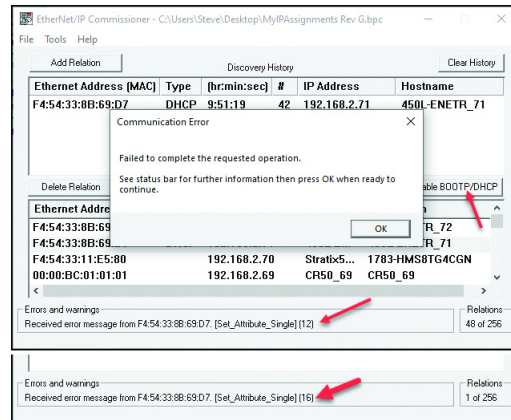 EtherNet/IP Commissioner - C:\Users\Steve\Desktop\MyIPAssignments Rev G.bpc
File Tools Help
Add Relation Discovery History Clear History
Ethernet Address (MAC) Type (hr:min:sec) # IP Address Hostname
F4:54:33:8B:69:D7 DHCP 9:51:19 42 192.168.2.71 450L-ENETR_71
Communication Error
Failed to complete the requested operation.
See status bar for further information then press OK when ready to
continue.
OK
Delete Relation able BOOTP/DHCP
Ethernet Addre
F4:54:33:8B:69 TR_72
F4:54:33:8B:69 TR_71
F4:54:33:11:E5:80 192.168.2.70 Stratix5... 1783-HMS8TG4CGN
00:00:BC:01:01:01 192.168.2.69 CR50_69 CR50_69
Errors and warnings Relations
Received error message from F4:54:33:8B:69:D7. [Set_Attribute_Single] (12) 48 of 256
Errors and warnings Relations
Received error message from F4:54:33:8B:69:D7. [Set_Attribute_Single] (16) 1 of 256